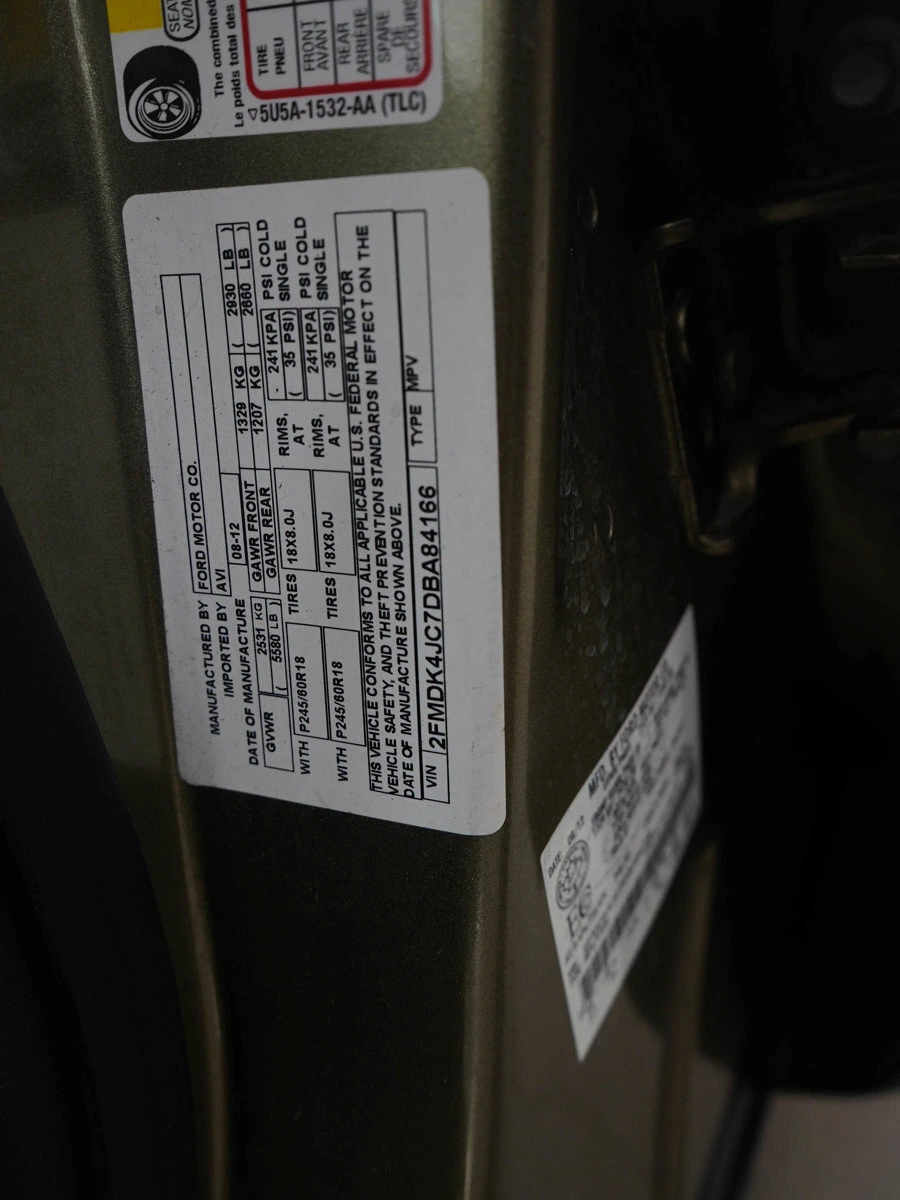 SEAT
NOM
The combined
Le poids total des
TIRE
PNEU
FRONT
AVANT
REAR
ARRIÈRE
SPARE
DE
SECOURS
5U5A-1532-AA (TLC)
MANUFACTURED BY FORD MOTOR CO.
IMPORTED BY AVI
DATE OF MANUFACTURE 08-12 GAWR FRONT 1329 KG ( 2930 LB )
GVWR 2531 KG GAWR REAR 1207 KG ( 2660 LB )
( 5580 LB )
WITH P245/60R18 TIRES 18X8.0J RIMS, 241 KPA PSI COLD
AT ( 35 PSI) SINGLE
WITH P245/60R18 TIRES 18X8.0J RIMS, 241 KPA PSI COLD
AT ( 35 PSI) SINGLE
THIS VEHICLE CONFORMS TO ALL APPLICABLE U.S. FEDERAL MOTOR
VEHICLE SAFETY, AND THEFT PREVENTION STANDARDS IN EFFECT ON THE
DATE OF MANUFACTURE SHOWN ABOVE.
VIN 2FMDK4JC7DBA84166 TYPE MPV
DATE: